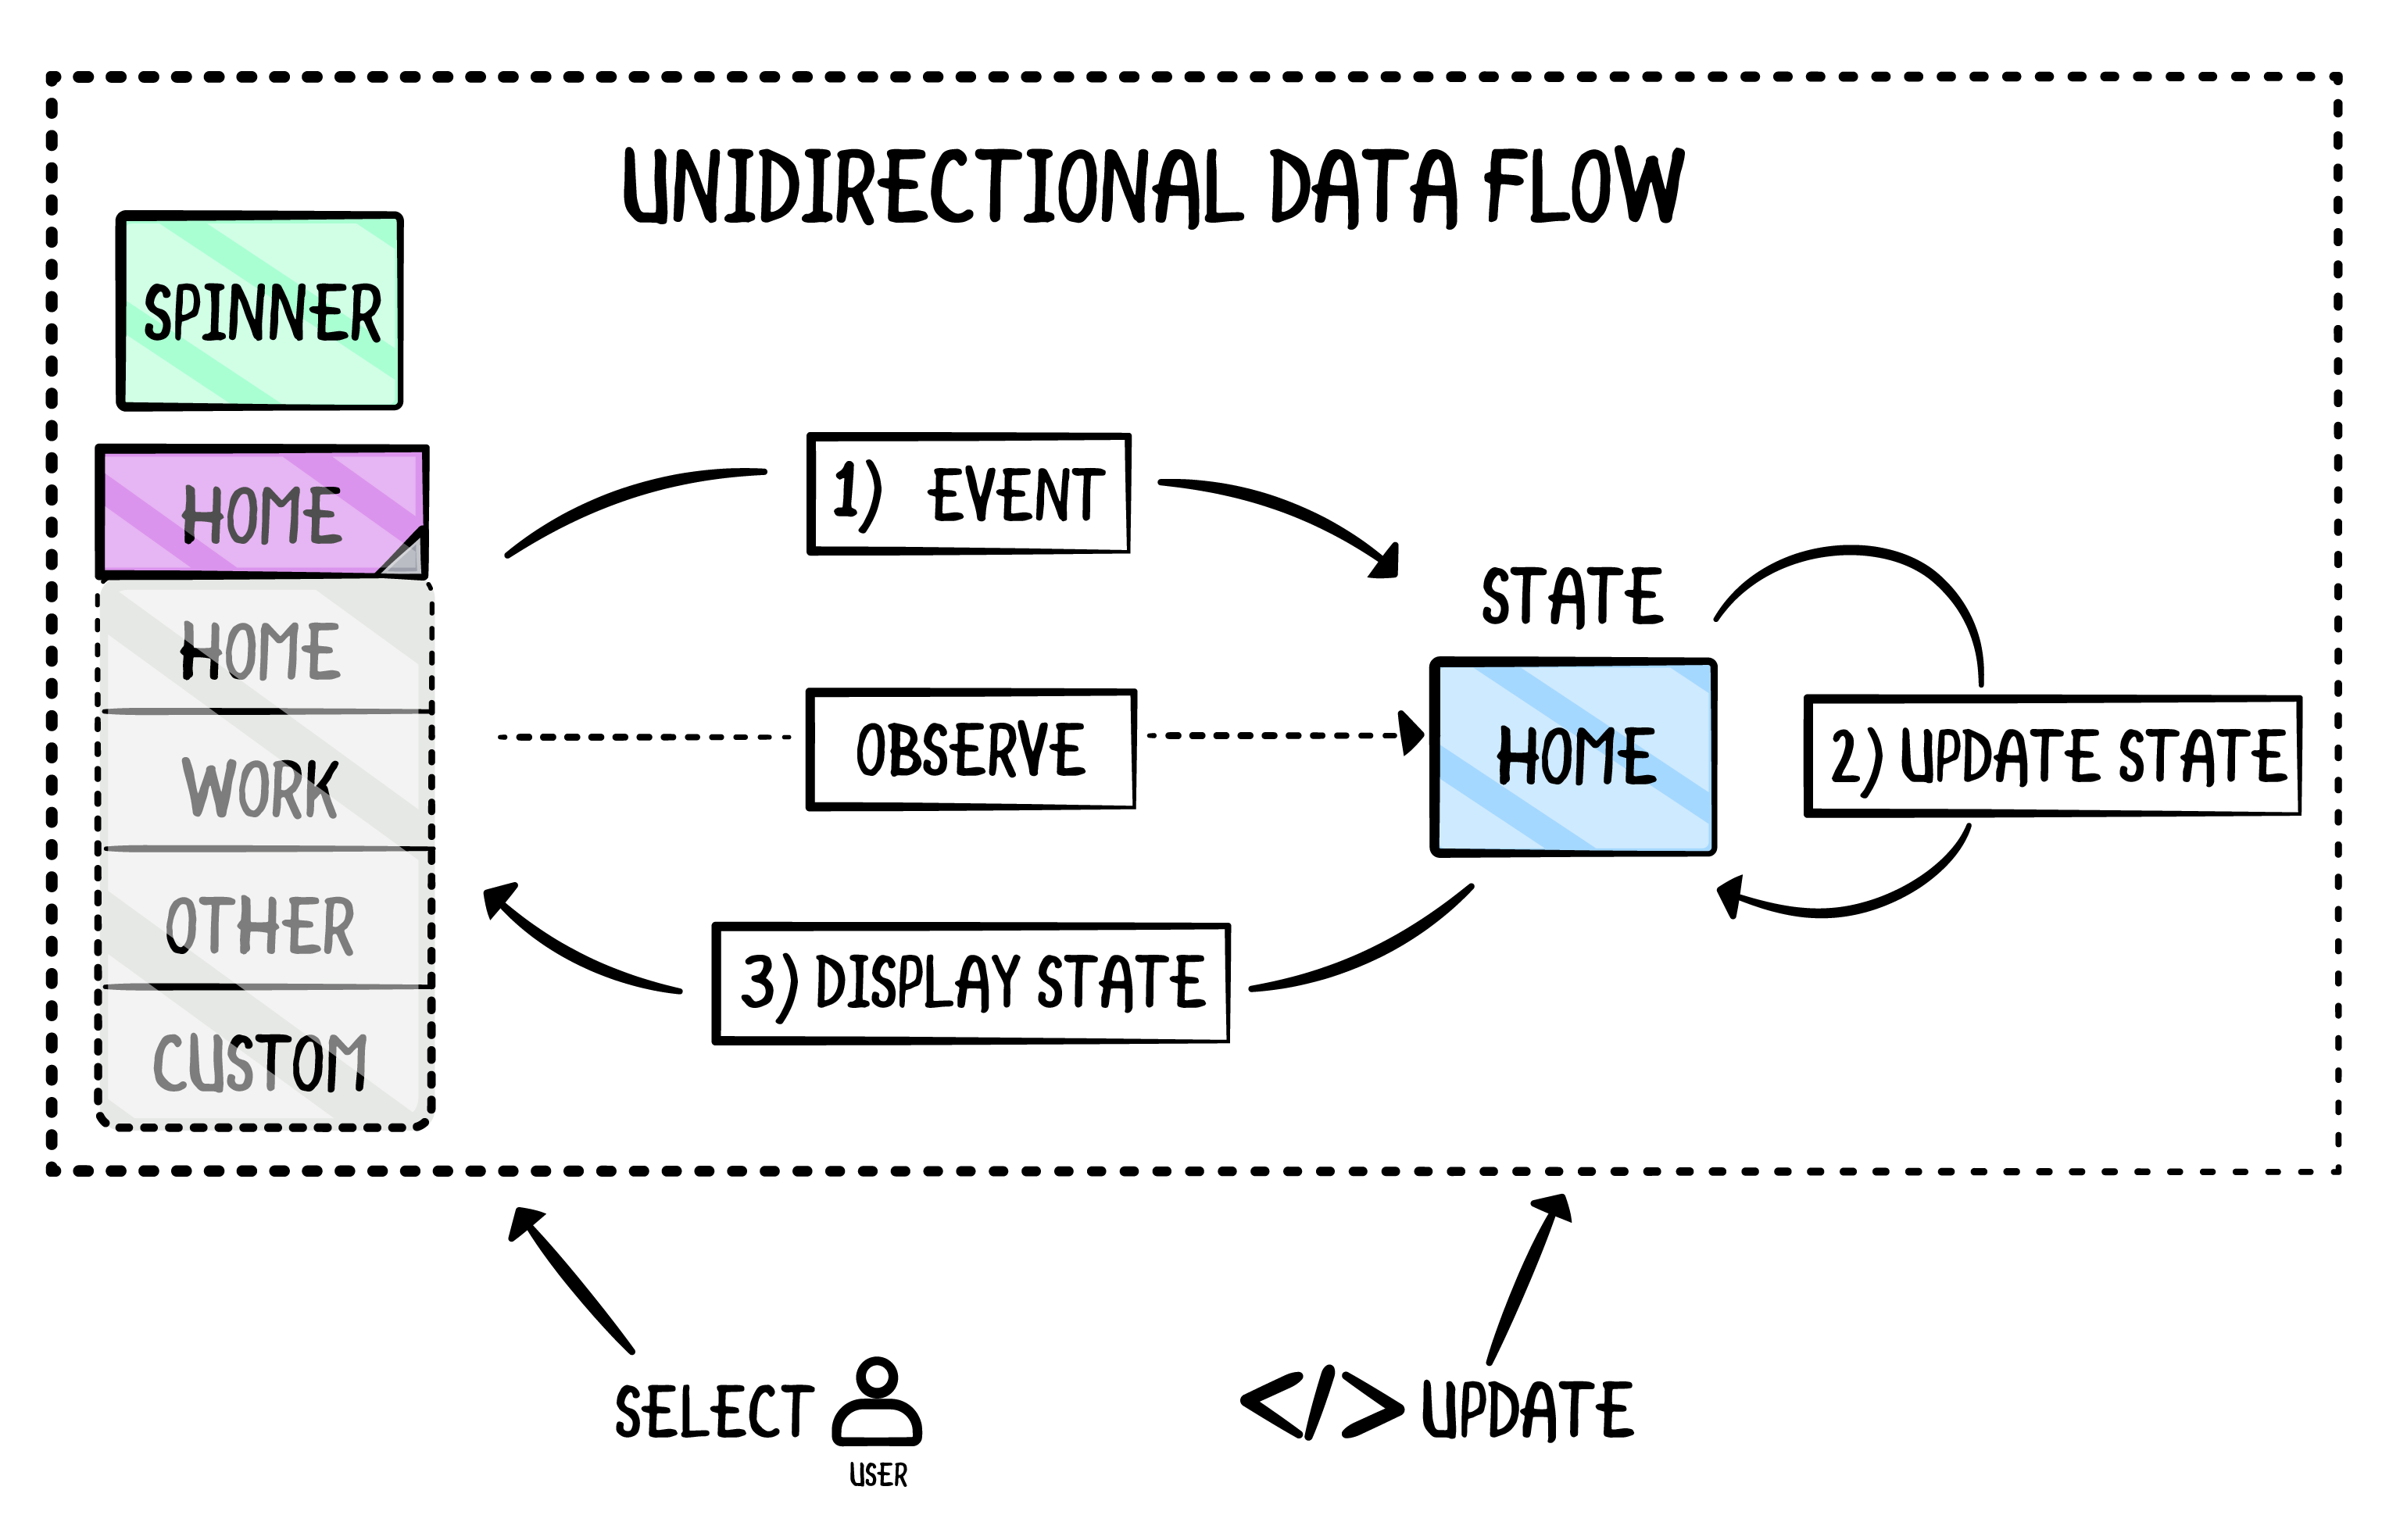 UNIDIRECTIONAL DATA FLOW
SPINNER
HOME
HOME
WORK
OTHER
CUSTOM
1) EVENT
OBSERVE
3) DISPLAY STATE
STATE
HOME
2) UPDATE STATE
SELECT
USER
</> UPDATE